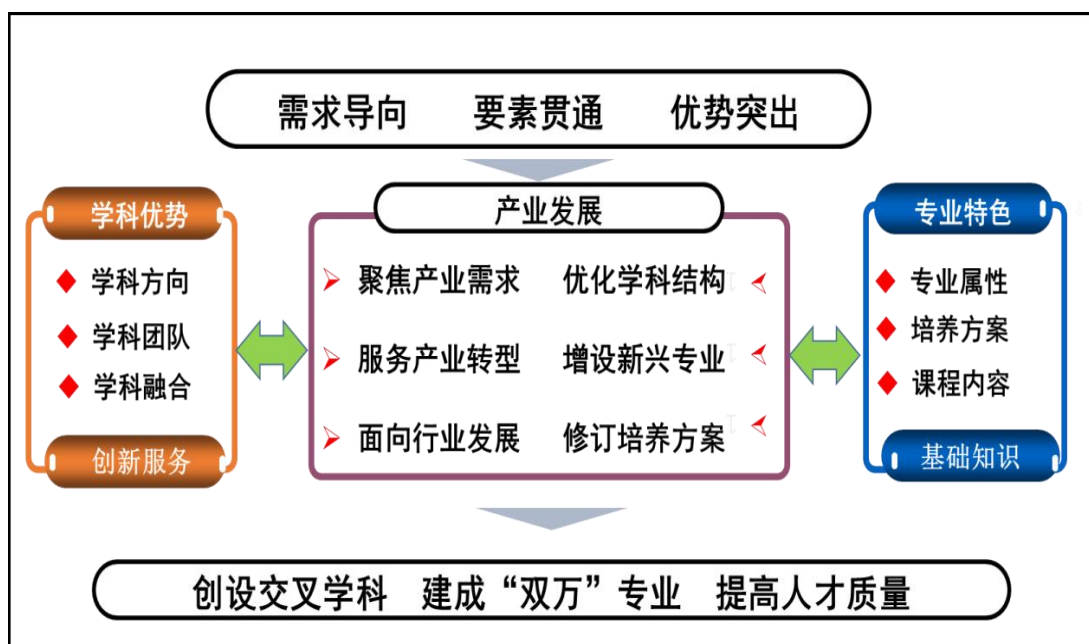 需求导向 要素贯通 优势突出
学科优势
学科方向
学科团队
学科融合
创新服务
产业发展
聚焦产业需求 优化学科结构
服务产业转型 增设新兴专业
面向行业发展 修订培养方案
专业特色
专业属性
培养方案
课程内容
基础知识
创设交叉学科 建成“双万”专业 提高人才质量